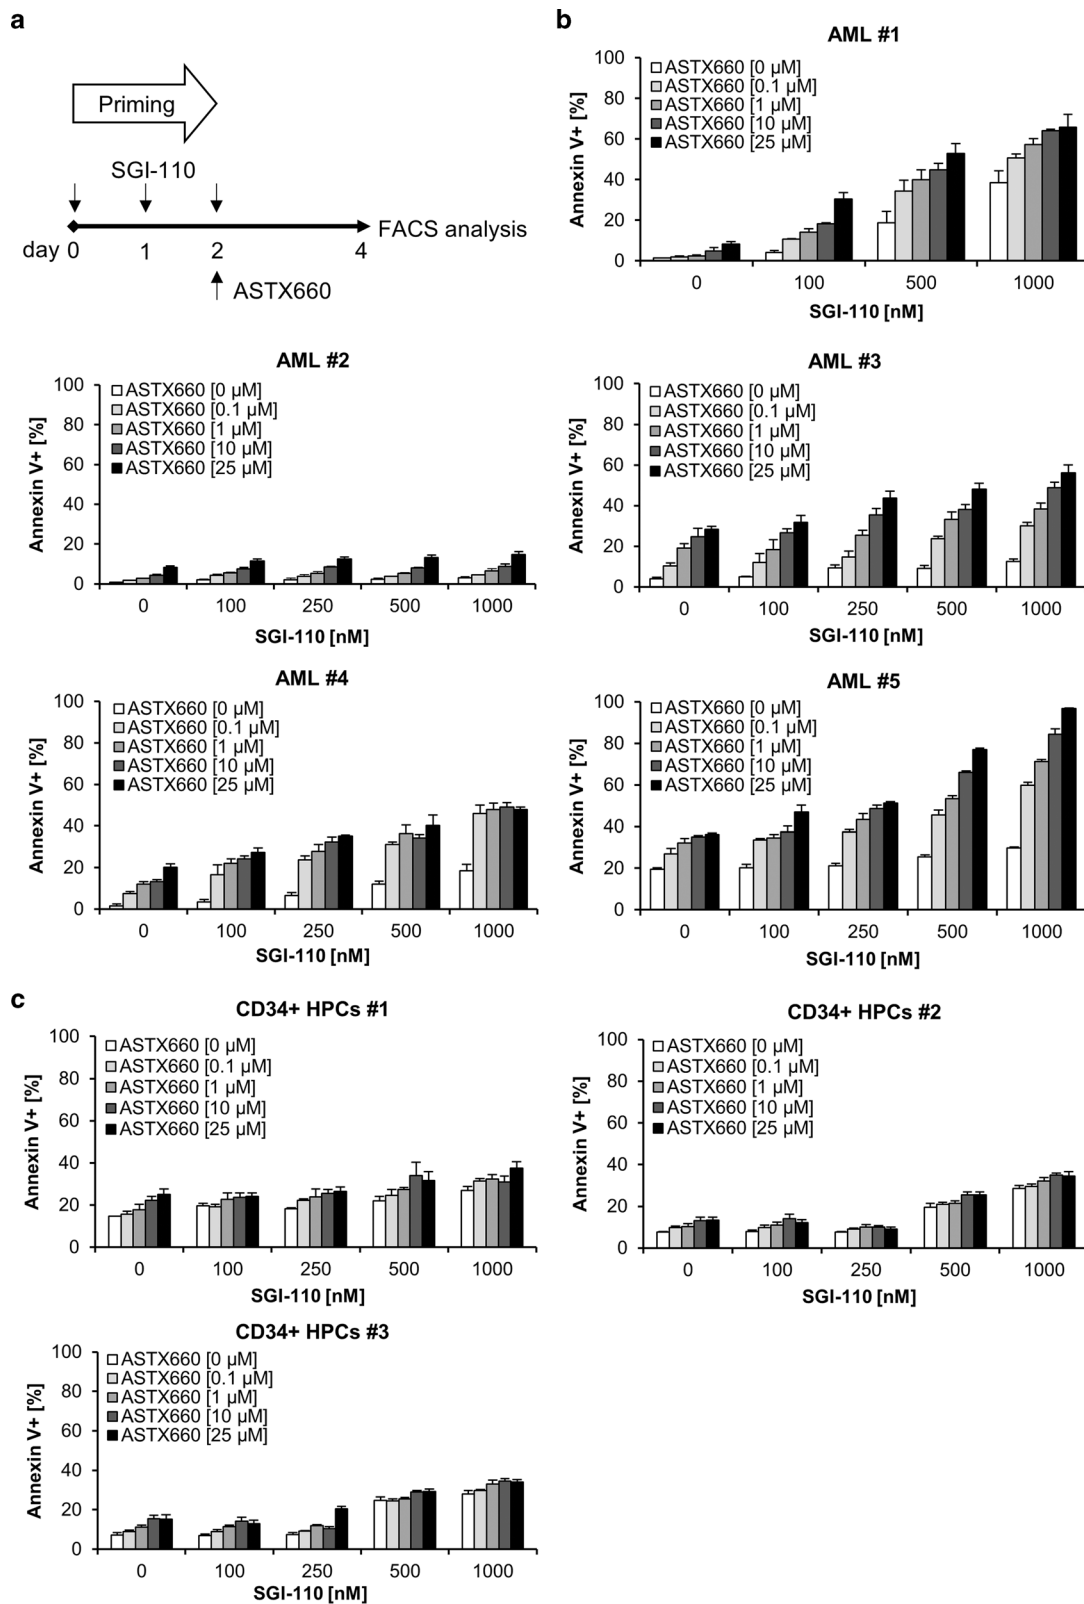 a
Priming
SGI-110
day 0 1 2 4 FACS analysis
ASTX660
b
AML #1
Annexin V+ [%]
100
80
60
40
20
0
ASTX660 [0 µM]
ASTX660 [0.1 µM]
ASTX660 [1 µM]
ASTX660 [10 µM]
ASTX660 [25 µM]
0 100 500 1000
SGI-110 [nM]
AML #2
Annexin V+ [%]
100
80
60
40
20
0
ASTX660 [0 µM]
ASTX660 [0.1 µM]
ASTX660 [1 µM]
ASTX660 [10 µM]
ASTX660 [25 µM]
0 100 250 500 1000
SGI-110 [nM]
AML #3
Annexin V+ [%]
100
80
60
40
20
0
ASTX660 [0 µM]
ASTX660 [0.1 µM]
ASTX660 [1 µM]
ASTX660 [10 µM]
ASTX660 [25 µM]
0 100 250 500 1000
SGI-110 [nM]
AML #4
Annexin V+ [%]
100
80
60
40
20
0
ASTX660 [0 µM]
ASTX660 [0.1 µM]
ASTX660 [1 µM]
ASTX660 [10 µM]
ASTX660 [25 µM]
0 100 250 500 1000
SGI-110 [nM]
AML #5
Annexin V+ [%]
100
80
60
40
20
0
ASTX660 [0 µM]
ASTX660 [0.1 µM]
ASTX660 [1 µM]
ASTX660 [10 µM]
ASTX660 [25 µM]
0 100 250 500 1000
SGI-110 [nM]
c
CD34+ HPCs #1
Annexin V+ [%]
100
80
60
40
20
0
ASTX660 [0 µM]
ASTX660 [0.1 µM]
ASTX660 [1 µM]
ASTX660 [10 µM]
ASTX660 [25 µM]
0 100 250 500 1000
SGI-110 [nM]
CD34+ HPCs #2
Annexin V+ [%]
100
80
60
40
20
0
ASTX660 [0 µM]
ASTX660 [0.1 µM]
ASTX660 [1 µM]
ASTX660 [10 µM]
ASTX660 [25 µM]
0 100 250 500 1000
SGI-110 [nM]
CD34+ HPCs #3
Annexin V+ [%]
100
80
60
40
20
0
ASTX660 [0 µM]
ASTX660 [0.1 µM]
ASTX660 [1 µM]
ASTX660 [10 µM]
ASTX660 [25 µM]
0 100 250 500 1000
SGI-110 [nM]